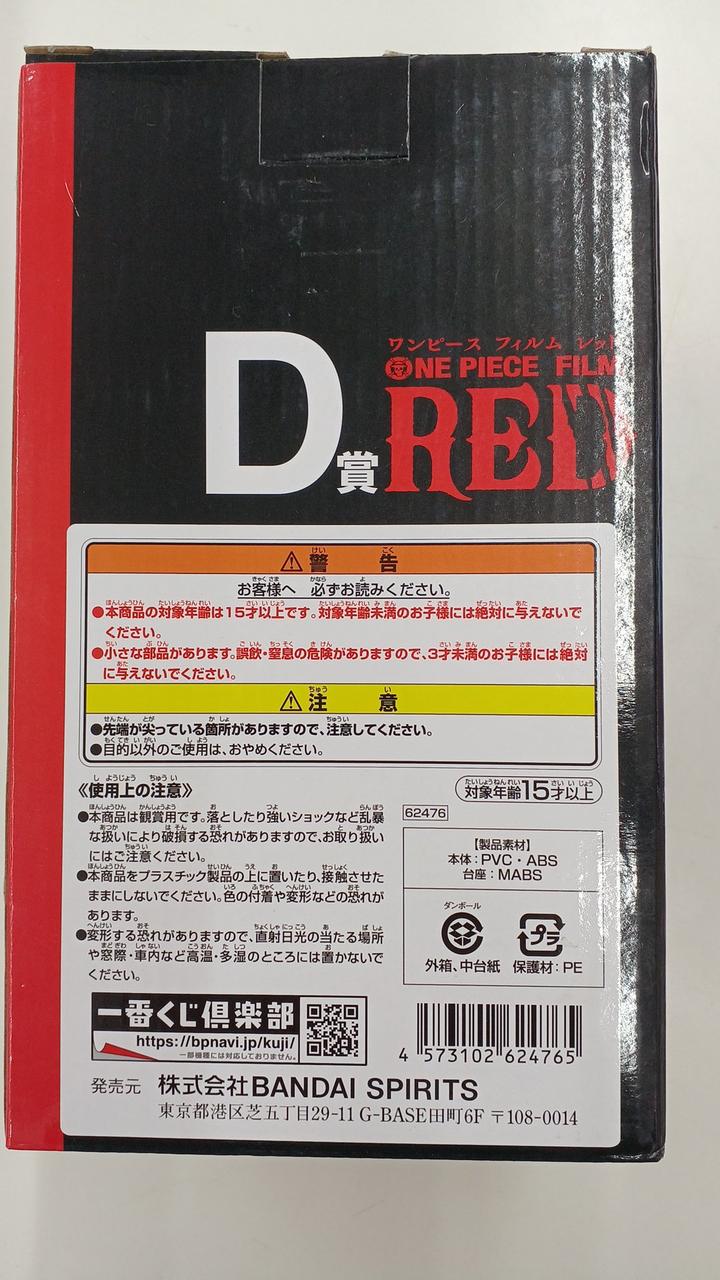 D賞
ワンピース フィルム レッド
ONE PIECE FILM
RED
警告
お客様へ 必ずお読みください。
●本商品の対象年齢は15才以上です。対象年齢未満のお子様には絶対に与えないで
ください。
●小さな部品があります。誤飲・窒息の危険がありますので、3才未満のお子様には絶対
に与えないでください。
注意
●先端が尖っている箇所がありますので、注意してください。
●目的以外のご使用は、おやめください。
《使用上の注意》
●本商品は観賞用です。落としたり強いショックなど乱暴
な扱いにより破損する恐れがありますので、お取り扱い
にはご注意ください。
●本商品をプラスチック製品の上に置いたり、接触させた
ままにしないでください。色の付着や変形などの恐れが
あります。
●変形する恐れがありますので、直射日光の当たる場所
や窓際・車内など高温・多湿のところには置かないで
ください。
対象年齢15才以上
62476
【製品素材】
本体:PVC・ABS
台座:MABS
ダンボール
外箱、中台紙
プラ
保護材:PE
一番くじ倶楽部
https://bpnavi.jp/kuji/
一部機種には対応しておりません。
4 573102 624765
発売元 株式会社BANDAI SPIRITS
東京都港区芝五丁目29-11 G-BASE田町6F 〒108-0014